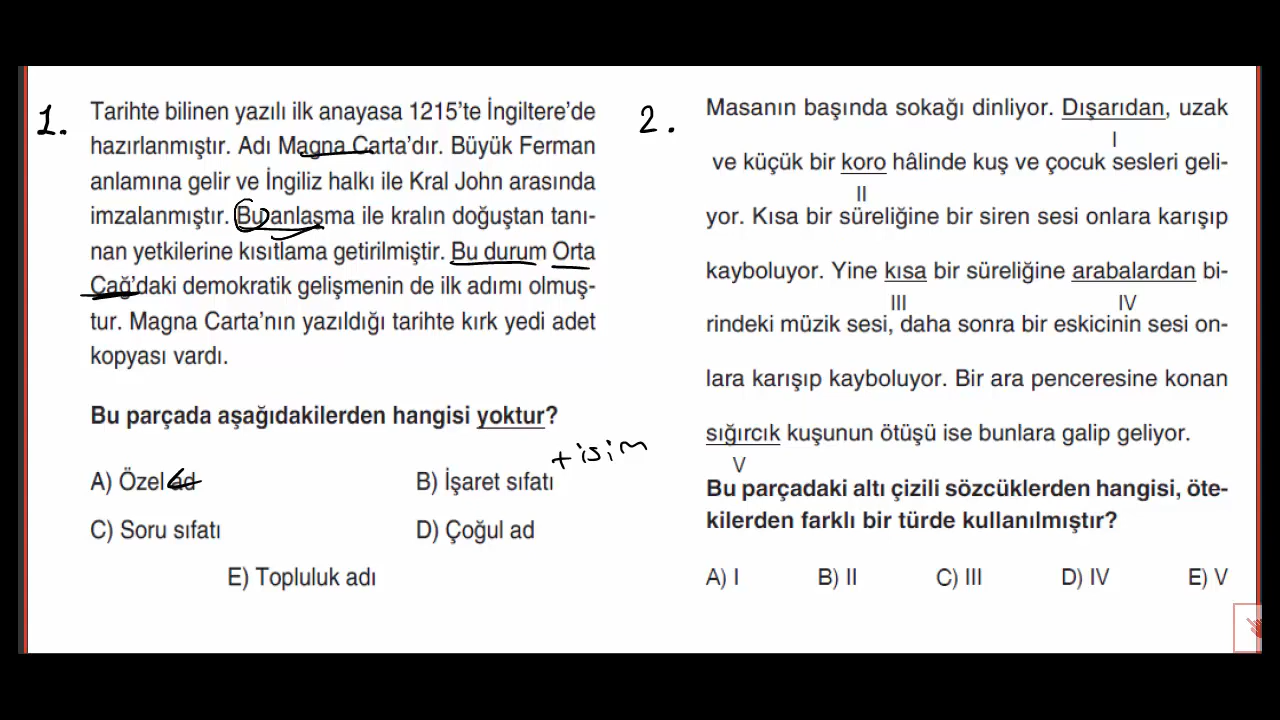 1.
Tarihte bilinen yazılı ilk anayasa 1215'te İngiltere'de
hazırlanmıştır. Adı Magna Carta'dır. Büyük Ferman
anlamına gelir ve İngiliz halkı ile Kral John arasında
imzalanmıştır. Bu anlaşma ile kralın doğuştan tanı-
nan yetkilerine kısıtlama getirilmiştir. Bu durum Orta
Çağ'daki demokratik gelişmenin de ilk adımı olmuş-
tur. Magna Carta'nın yazıldığı tarihte kırk yedi adet
kopyası vardı.
Bu parçada aşağıdakilerden hangisi yoktur?
+ isim
A) Özel ad
B) İşaret sıfatı
C) Soru sıfatı
D) Çoğul ad
E) Topluluk adı
2.
Masanın başında sokağı dinliyor. Dışarıdan, uzak
I
ve küçük bir koro hâlinde kuş ve çocuk sesleri geli-
II
yor. Kısa bir süreliğine bir siren sesi onlara karışıp
kayboluyor. Yine kısa bir süreliğine arabalardan bi-
III IV
rindeki müzik sesi, daha sonra bir eskicinin sesi on-
lara karışıp kayboluyor. Bir ara penceresine konan
sığırcık kuşunun ötüşü ise bunlara galip geliyor.
V
Bu parçadaki altı çizili sözcüklerden hangisi, öte-
kilerden farklı bir türde kullanılmıştır?
A) I B) II C) III D) IV E) V